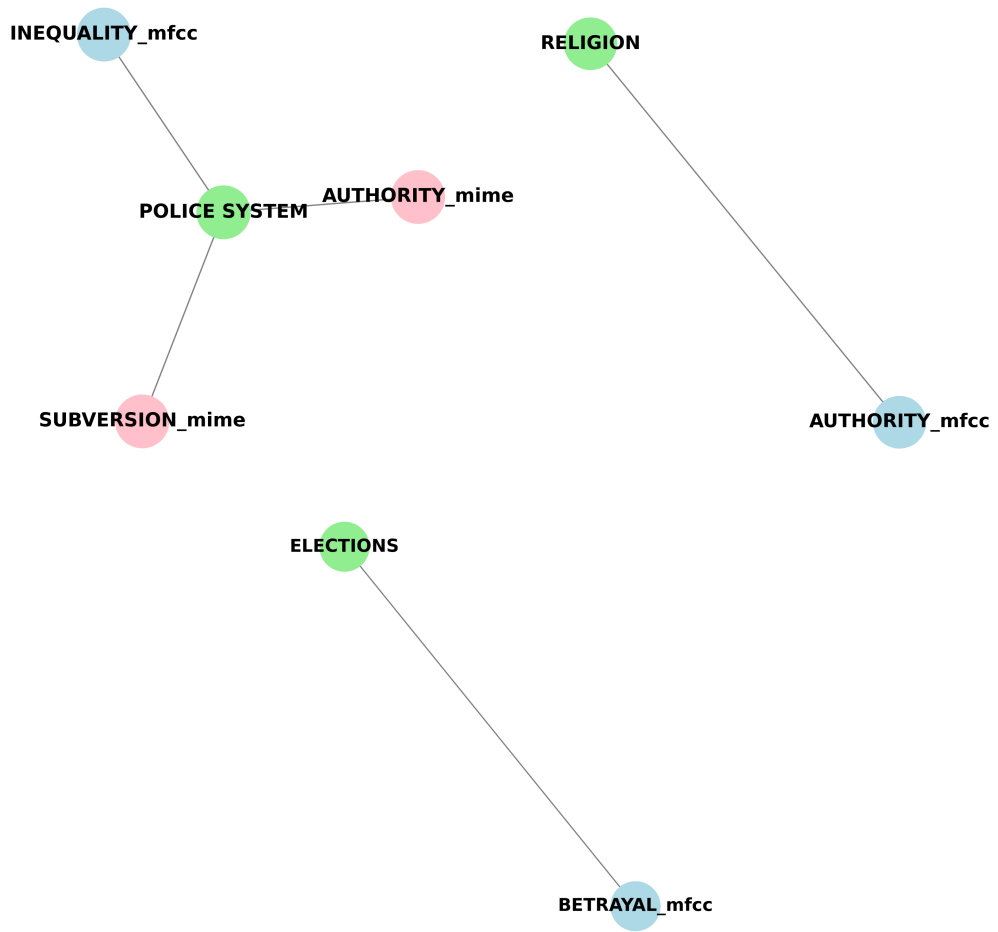 INEQUALITY_mfcc
RELIGION
AUTHORITY_mime
POLICE SYSTEM
SUBVERSION_mime
AUTHORITY_mfcc
ELECTIONS
BETRAYAL_mfcc